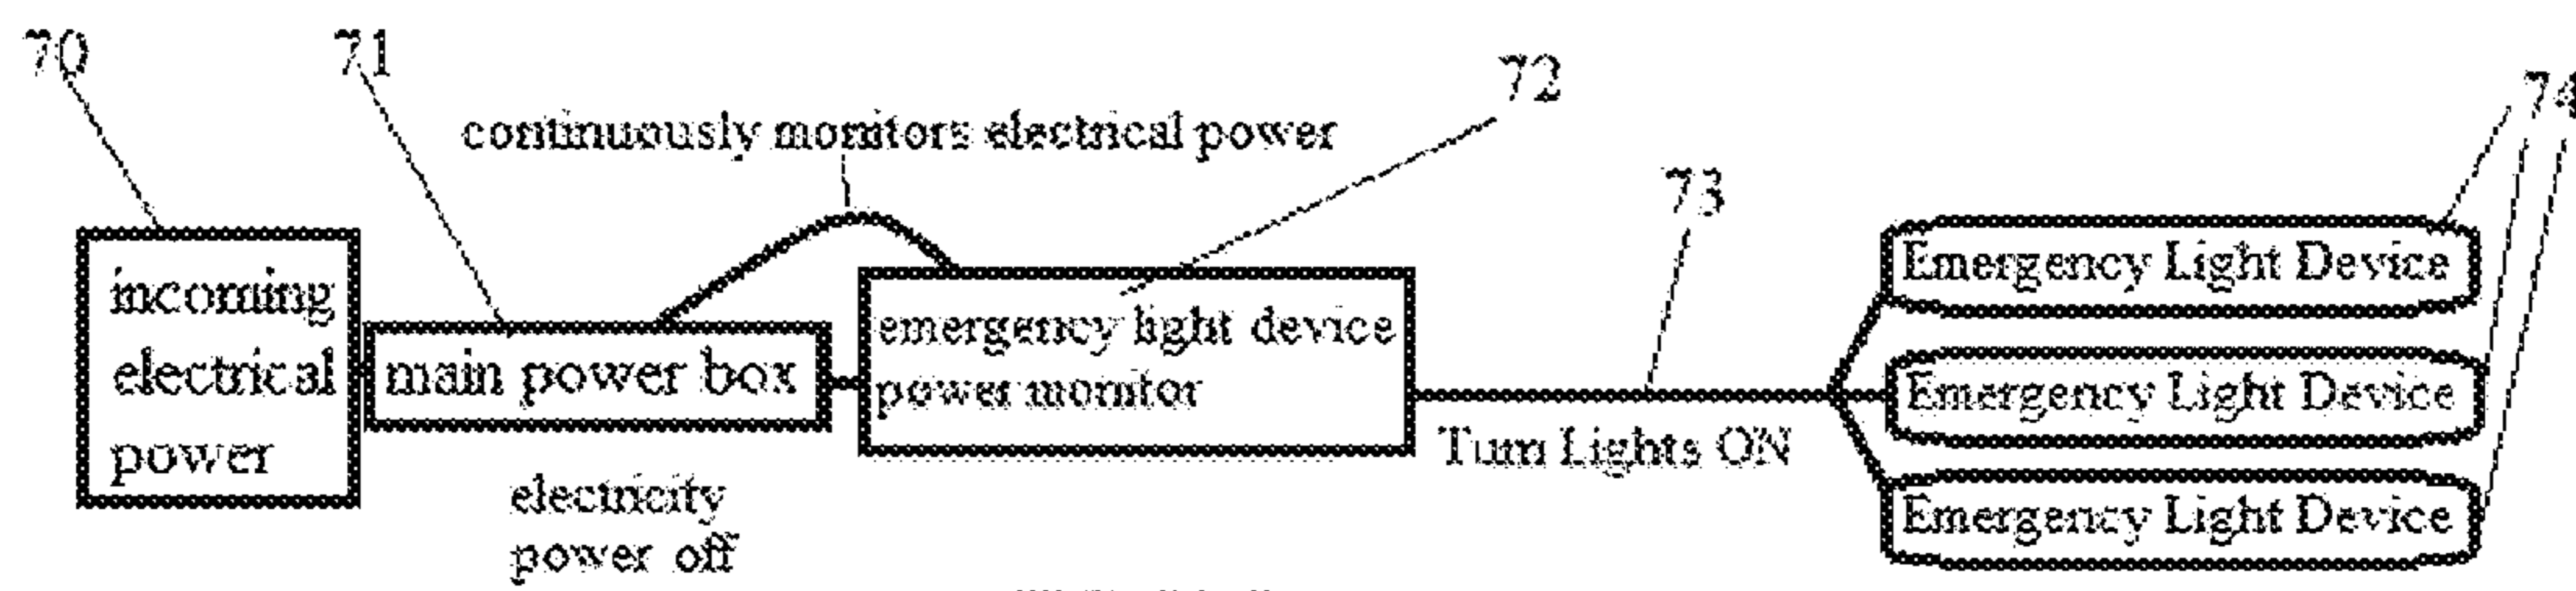 70
71
72
continuously monitors electrical power
73
74
incoming
electrical
power
main power box
emergency light device
power monitor
electricity
power off
Turn Lights ON
Emergency Light Device
Emergency Light Device
Emergency Light Device